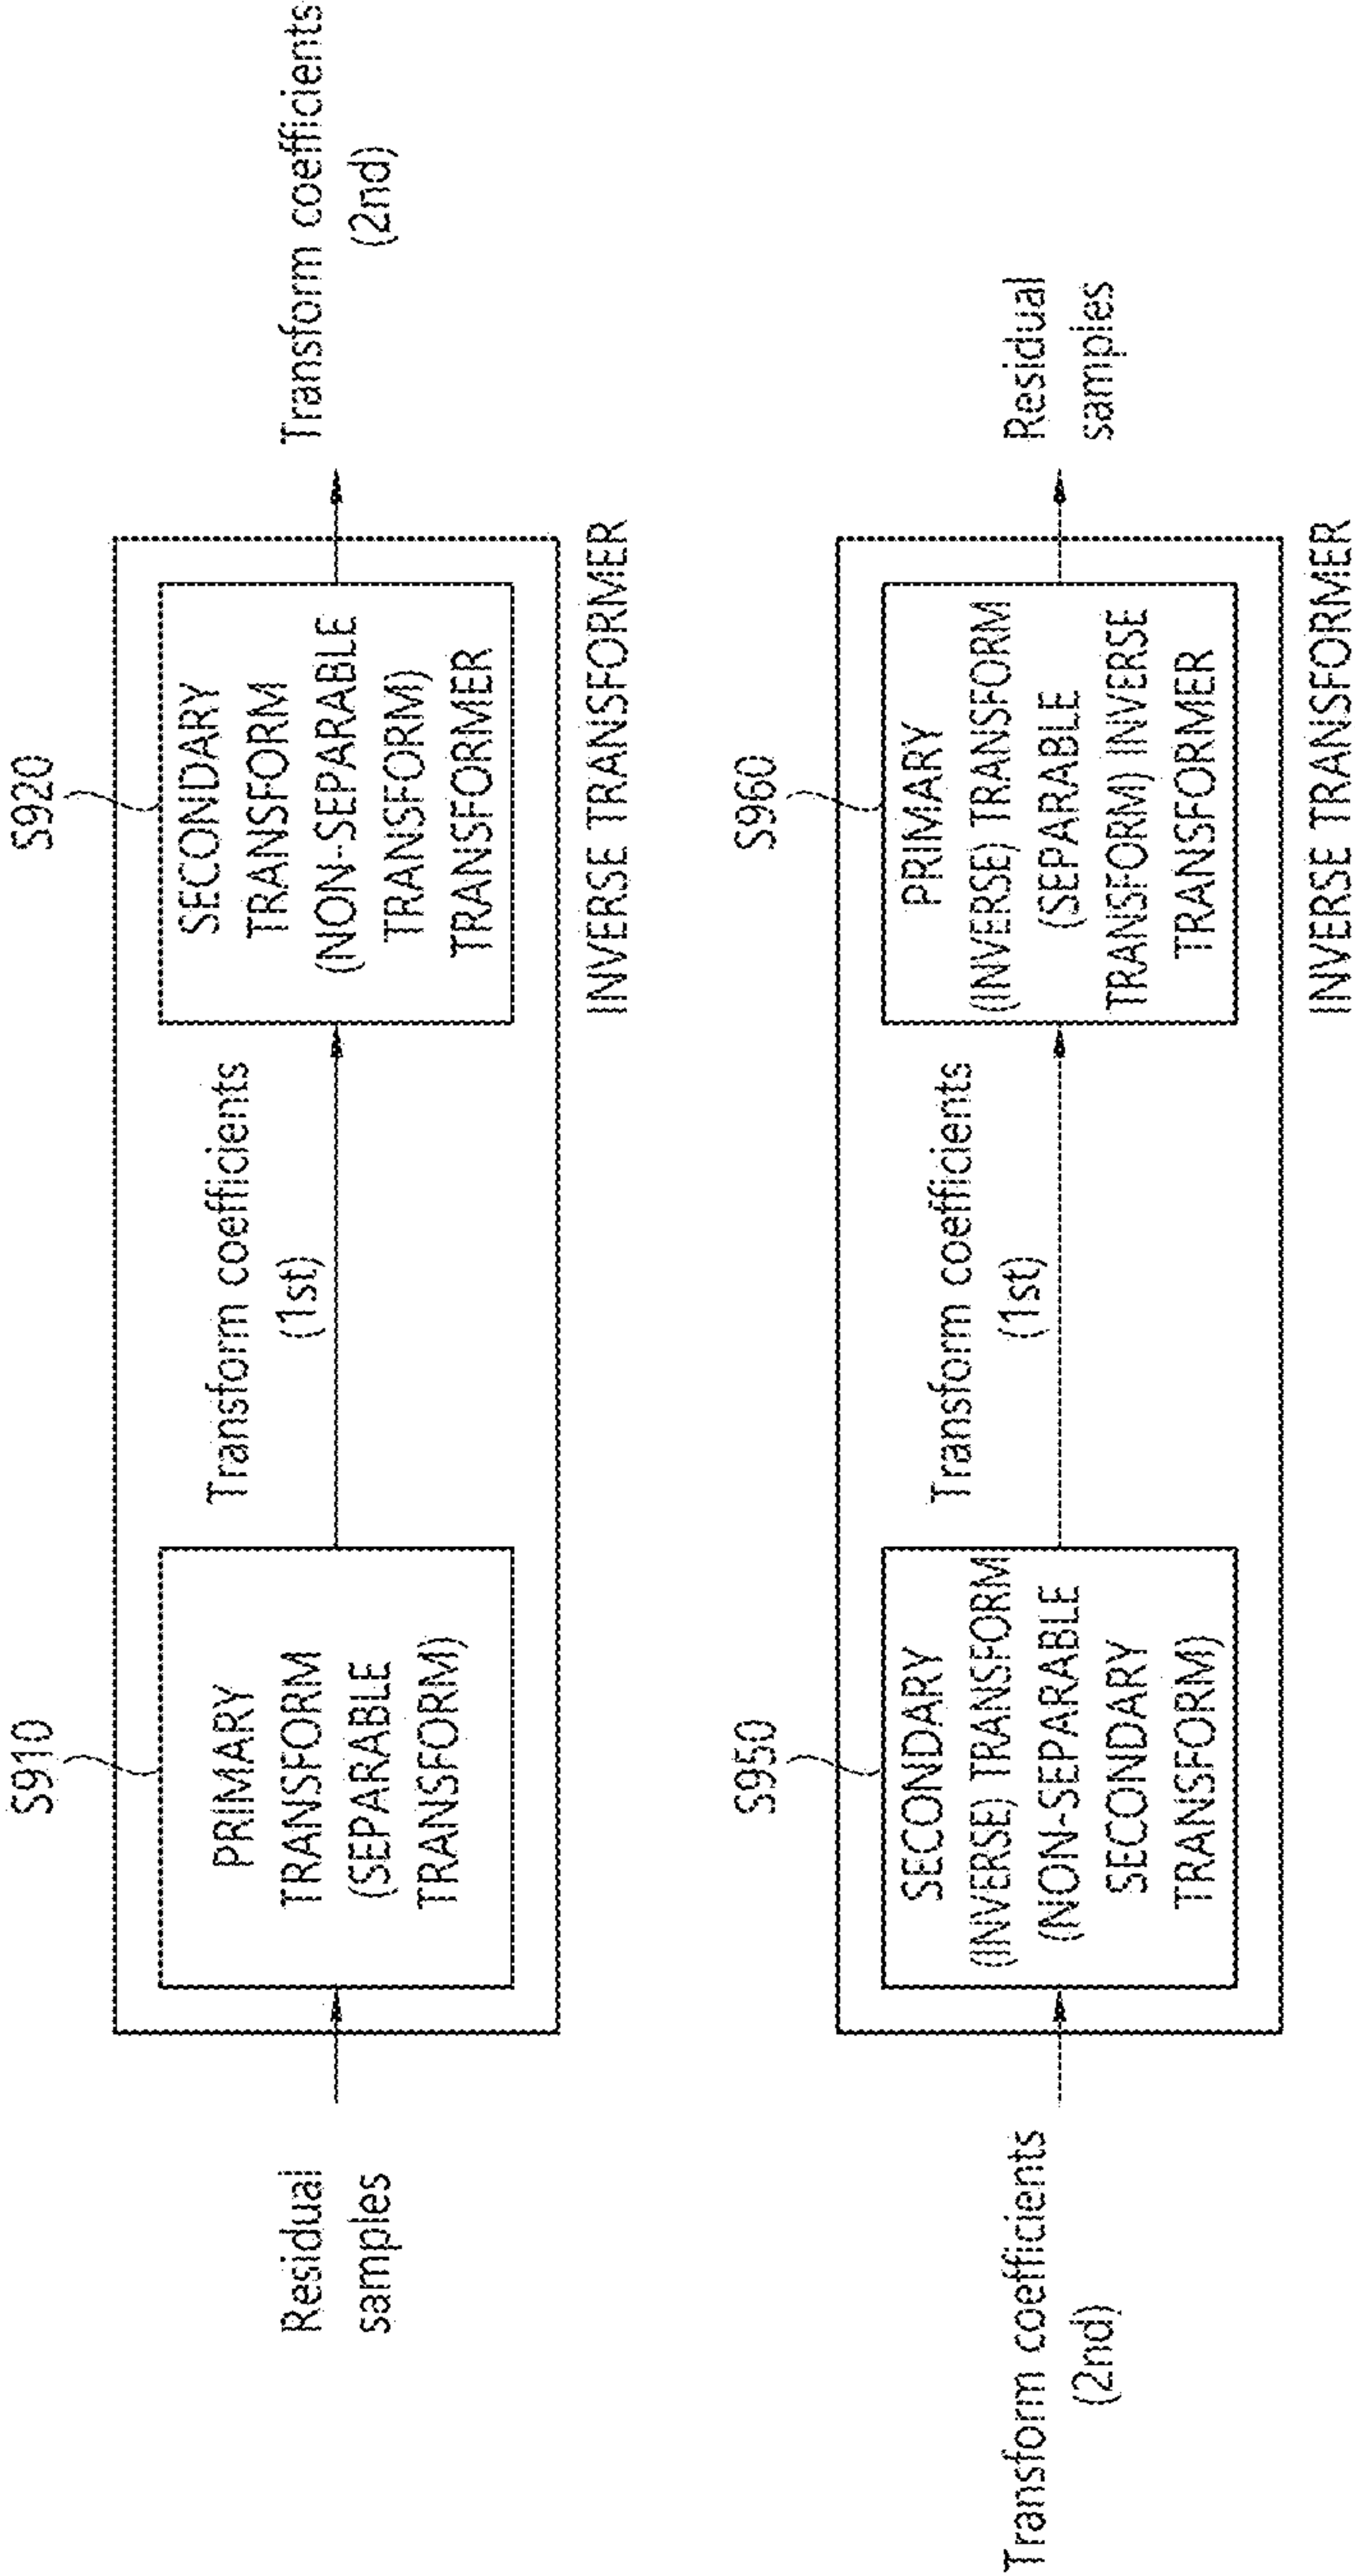 S910
S920
Residual
samples
PRIMARY
TRANSFORM
(SEPARABLE
TRANSFORM)
Transform coefficients
(1st)
SECONDARY
TRANSFORM
(NON-SEPARABLE
TRANSFORM)
TRANSFORMER
Transform coefficients
(2nd)
INVERSE TRANSFORMER
S950
S960
Transform coefficients
(2nd)
SECONDARY
(INVERSE) TRANSFORM
(NON-SEPARABLE
SECONDARY
TRANSFORM)
Transform coefficients
(1st)
PRIMARY
(INVERSE) TRANSFORM
(SEPARABLE
TRANSFORM) INVERSE
TRANSFORMER
Residual
samples
INVERSE TRANSFORMER